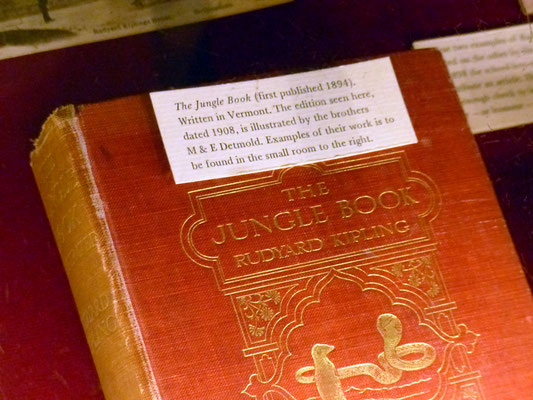 The Jungle Book (first published 1894).
Written in Vermont. The edition seen here,
dated 1908, is illustrated by the brothers
M & E Detmold. Examples of their work is to
be found in the small room to the right.
THE
JUNGLE BOOK
RUDYARD KIPLING